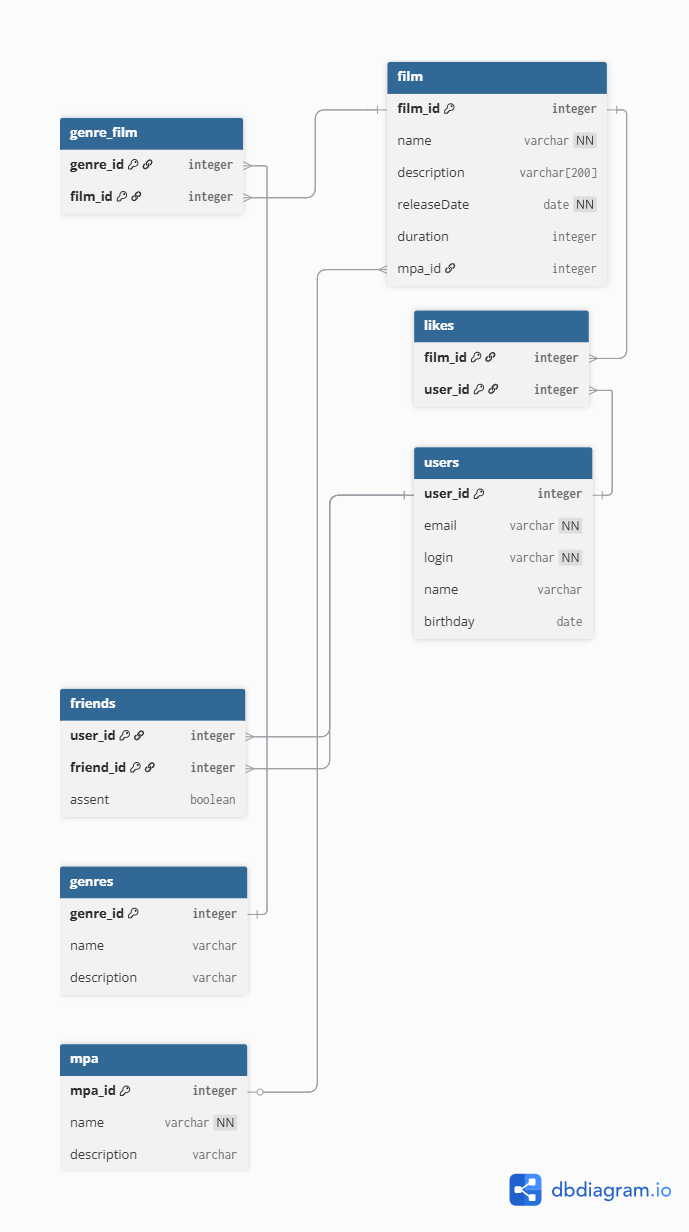 film
film_id integer
name varchar NN
description varchar[200]
releaseDate date NN
duration integer
mpa_id integer
genre_film
genre_id integer
film_id integer
likes
film_id integer
user_id integer
users
user_id integer
email varchar NN
login varchar NN
name varchar
birthday date
friends
user_id integer
friend_id integer
assent boolean
genres
genre_id integer
name varchar
description varchar
mpa
mpa_id integer
name varchar NN
description varchar
dbdiagram.io